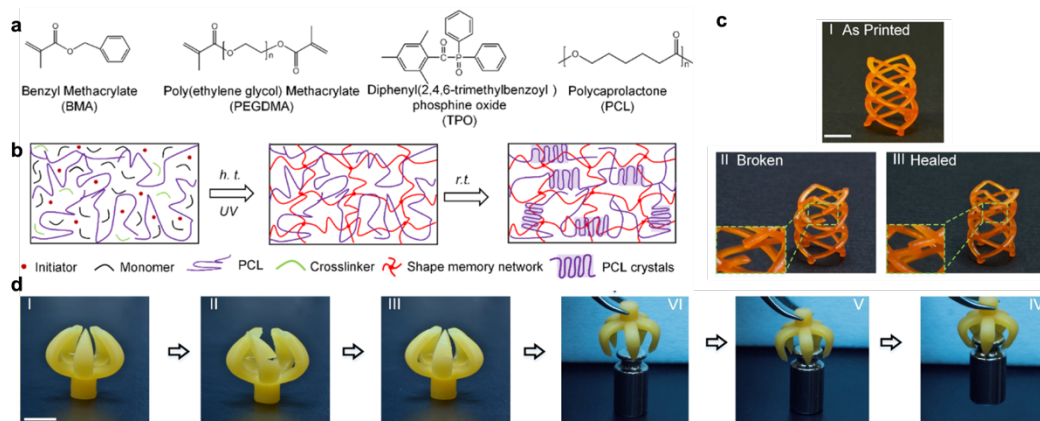 a
O
O
O
O
n
O
O
C
O
P
O
O
O
n
Benzyl Methacrylate
(BMA)
Poly(ethylene glycol) Methacrylate
(PEGDMA)
Diphenyl(2,4,6-trimethylbenzoyl )
phosphine oxide
(TPO)
Polycaprolactone
(PCL)
b
h. t.
UV
r.t.
Initiator
Monomer
PCL
Crosslinker
Shape memory network
PCL crystals
c
I As Printed
II Broken
III Healed
d
I
II
III
VI
V
IV